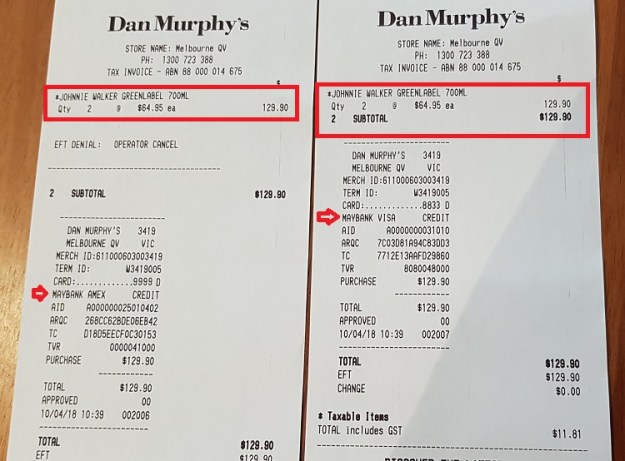 Dan Murphy's
STORE NAME: Melbourne QV
PH: 1300 723 388
TAX INVOICE - ABN 88 000 014 675
$
*JOHNNIE WALKER GREENLABEL 700ML
Qty 2 @ $64.95 ea 129.90
EFT DENIAL: OPERATOR CANCEL
2 SUBTOTAL $129.90
DAN MURPHY'S 3419
MELBOURNE QV VIC
MERCH ID:611000603003419
TERM ID: W3419005
CARD:.............9999 D
MAYBANK AMEX CREDIT
AID A000000025010402
ARQC 268CC628DE06EB42
TC D18D5EECF0C30153
TVR 0000041000
PURCHASE $129.90
TOTAL $129.90
APPROVED 00
10/04/18 10:39 002006
TOTAL $129.90
EFT $129.90
Dan Murphy's
STORE NAME: Melbourne QV
PH: 1300 723 388
TAX INVOICE - ABN 88 000 014 675
$
*JOHNNIE WALKER GREENLABEL 700ML
Qty 2 @ $64.95 ea 129.90
2 SUBTOTAL $129.90
DAN MURPHY'S 3419
MELBOURNE QV VIC
MERCH ID:611000603003419
TERM ID: W3419005
CARD:.............8833 D
MAYBANK VISA CREDIT
AID A0000000031010
ARQC 7C03D81A94C83DD3
TC 7712E13AAFD29B60
TVR 8080048000
PURCHASE $129.90
TOTAL $129.90
APPROVED 00
10/04/18 10:39 002007
TOTAL $129.90
EFT $129.90
CHANGE $0.00
* Taxable Items
TOTAL includes GST $11.81